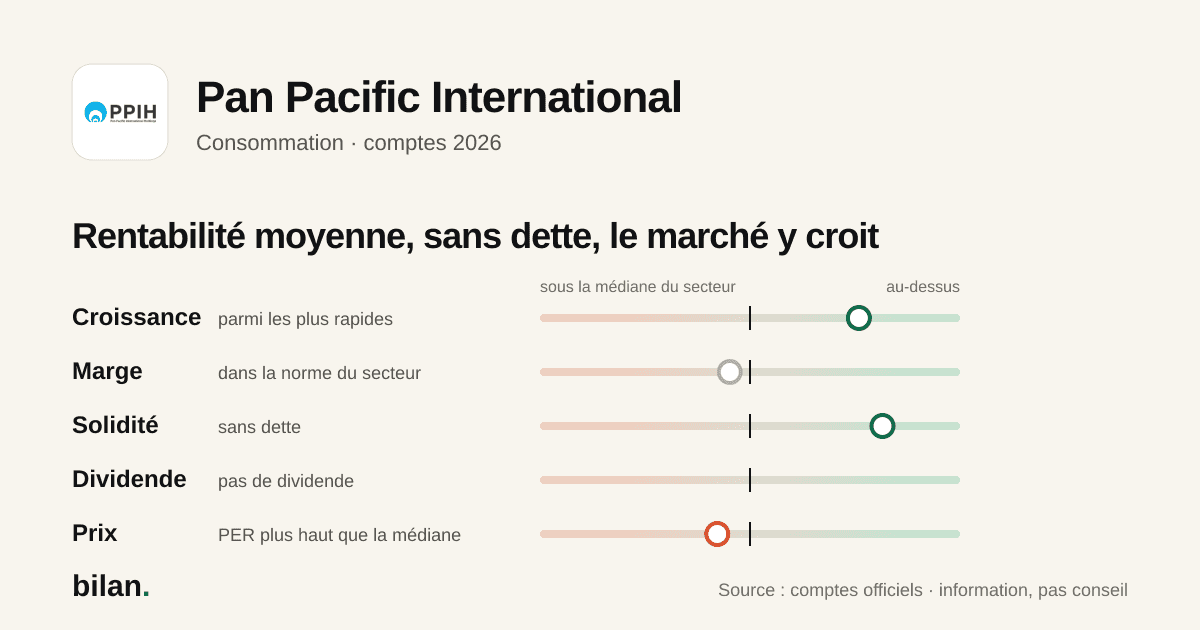 PPIH
Pan Pacific International
Consommation · comptes 2026
Rentabilité moyenne, sans dette, le marché y croit
sous la médiane du secteur au-dessus
Croissance parmi les plus rapides
Marge dans la norme du secteur
Solidité sans dette
Dividende pas de dividende
Prix PER plus haut que la médiane
bilan.
Source : comptes officiels · information, pas conseil